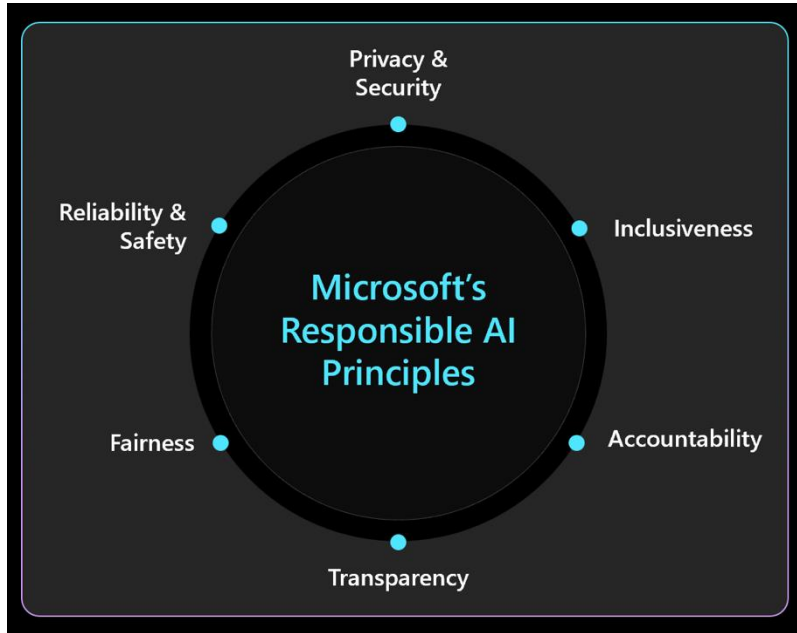 Privacy &
Security
Reliability &
Safety
Inclusiveness
Microsoft's
Responsible AI
Principles
Fairness
Accountability
Transparency